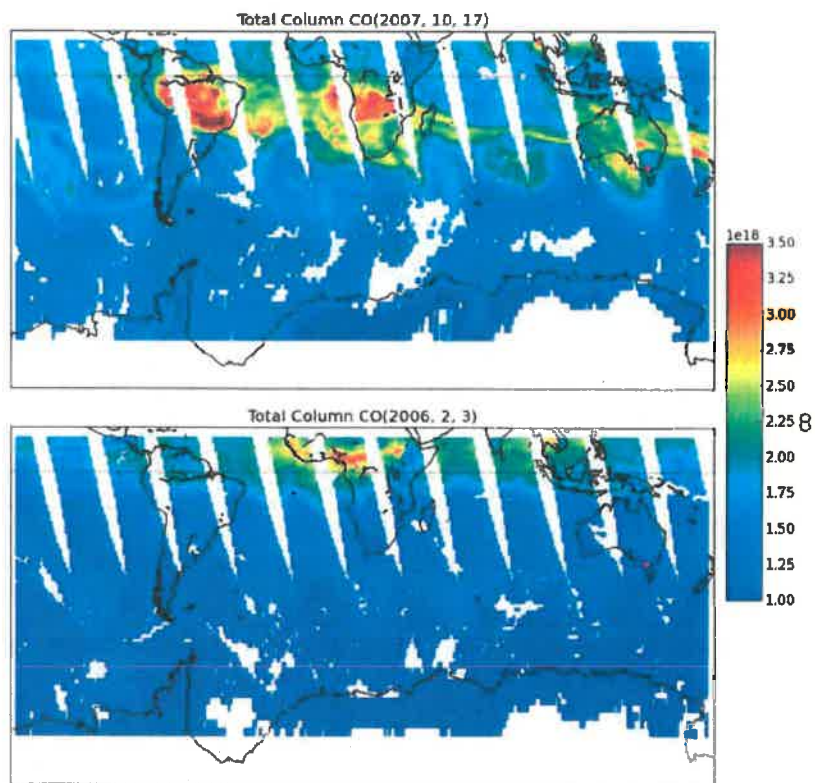 Total Column CO(2007, 10, 17)
1e18
3.50
3.25
3.00
2.75
2.50
2.25
CO
2.00
1.75
1.50
1.25
1.00
Total Column CO(2006, 2, 3)